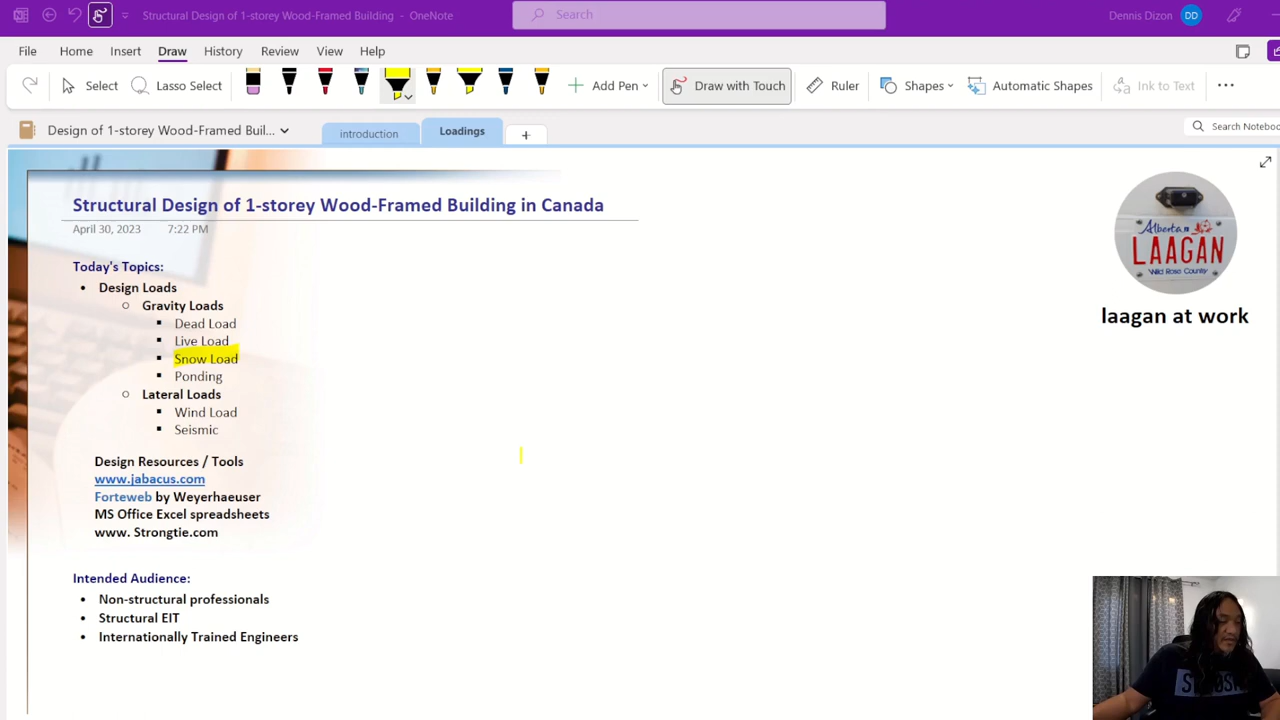 Structural Design of 1-storey Wood-Framed Building - OneNote
Search
Dennis Dizon
DD
File Home Insert Draw History Review View Help
Select
Lasso Select
Add Pen
Draw with Touch
Ruler
Shapes
Automatic Shapes
Ink to Text
Design of 1-storey Wood-Framed Buil...
introduction
Loadings
+
Search Notebo
Structural Design of 1-storey Wood-Framed Building in Canada
April 30, 2023 7:22 PM
Today's Topics:
Design Loads
Gravity Loads
Dead Load
Live Load
Snow Load
Ponding
Lateral Loads
Wind Load
Seismic
Design Resources / Tools
www.jabacus.com
Forteweb by Weyerhaeuser
MS Office Excel spreadsheets
www. Strongtie.com
Intended Audience:
Non-structural professionals
Structural EIT
Internationally Trained Engineers
Alberta
LAAGAN
Wild Rose Country
laagan at work